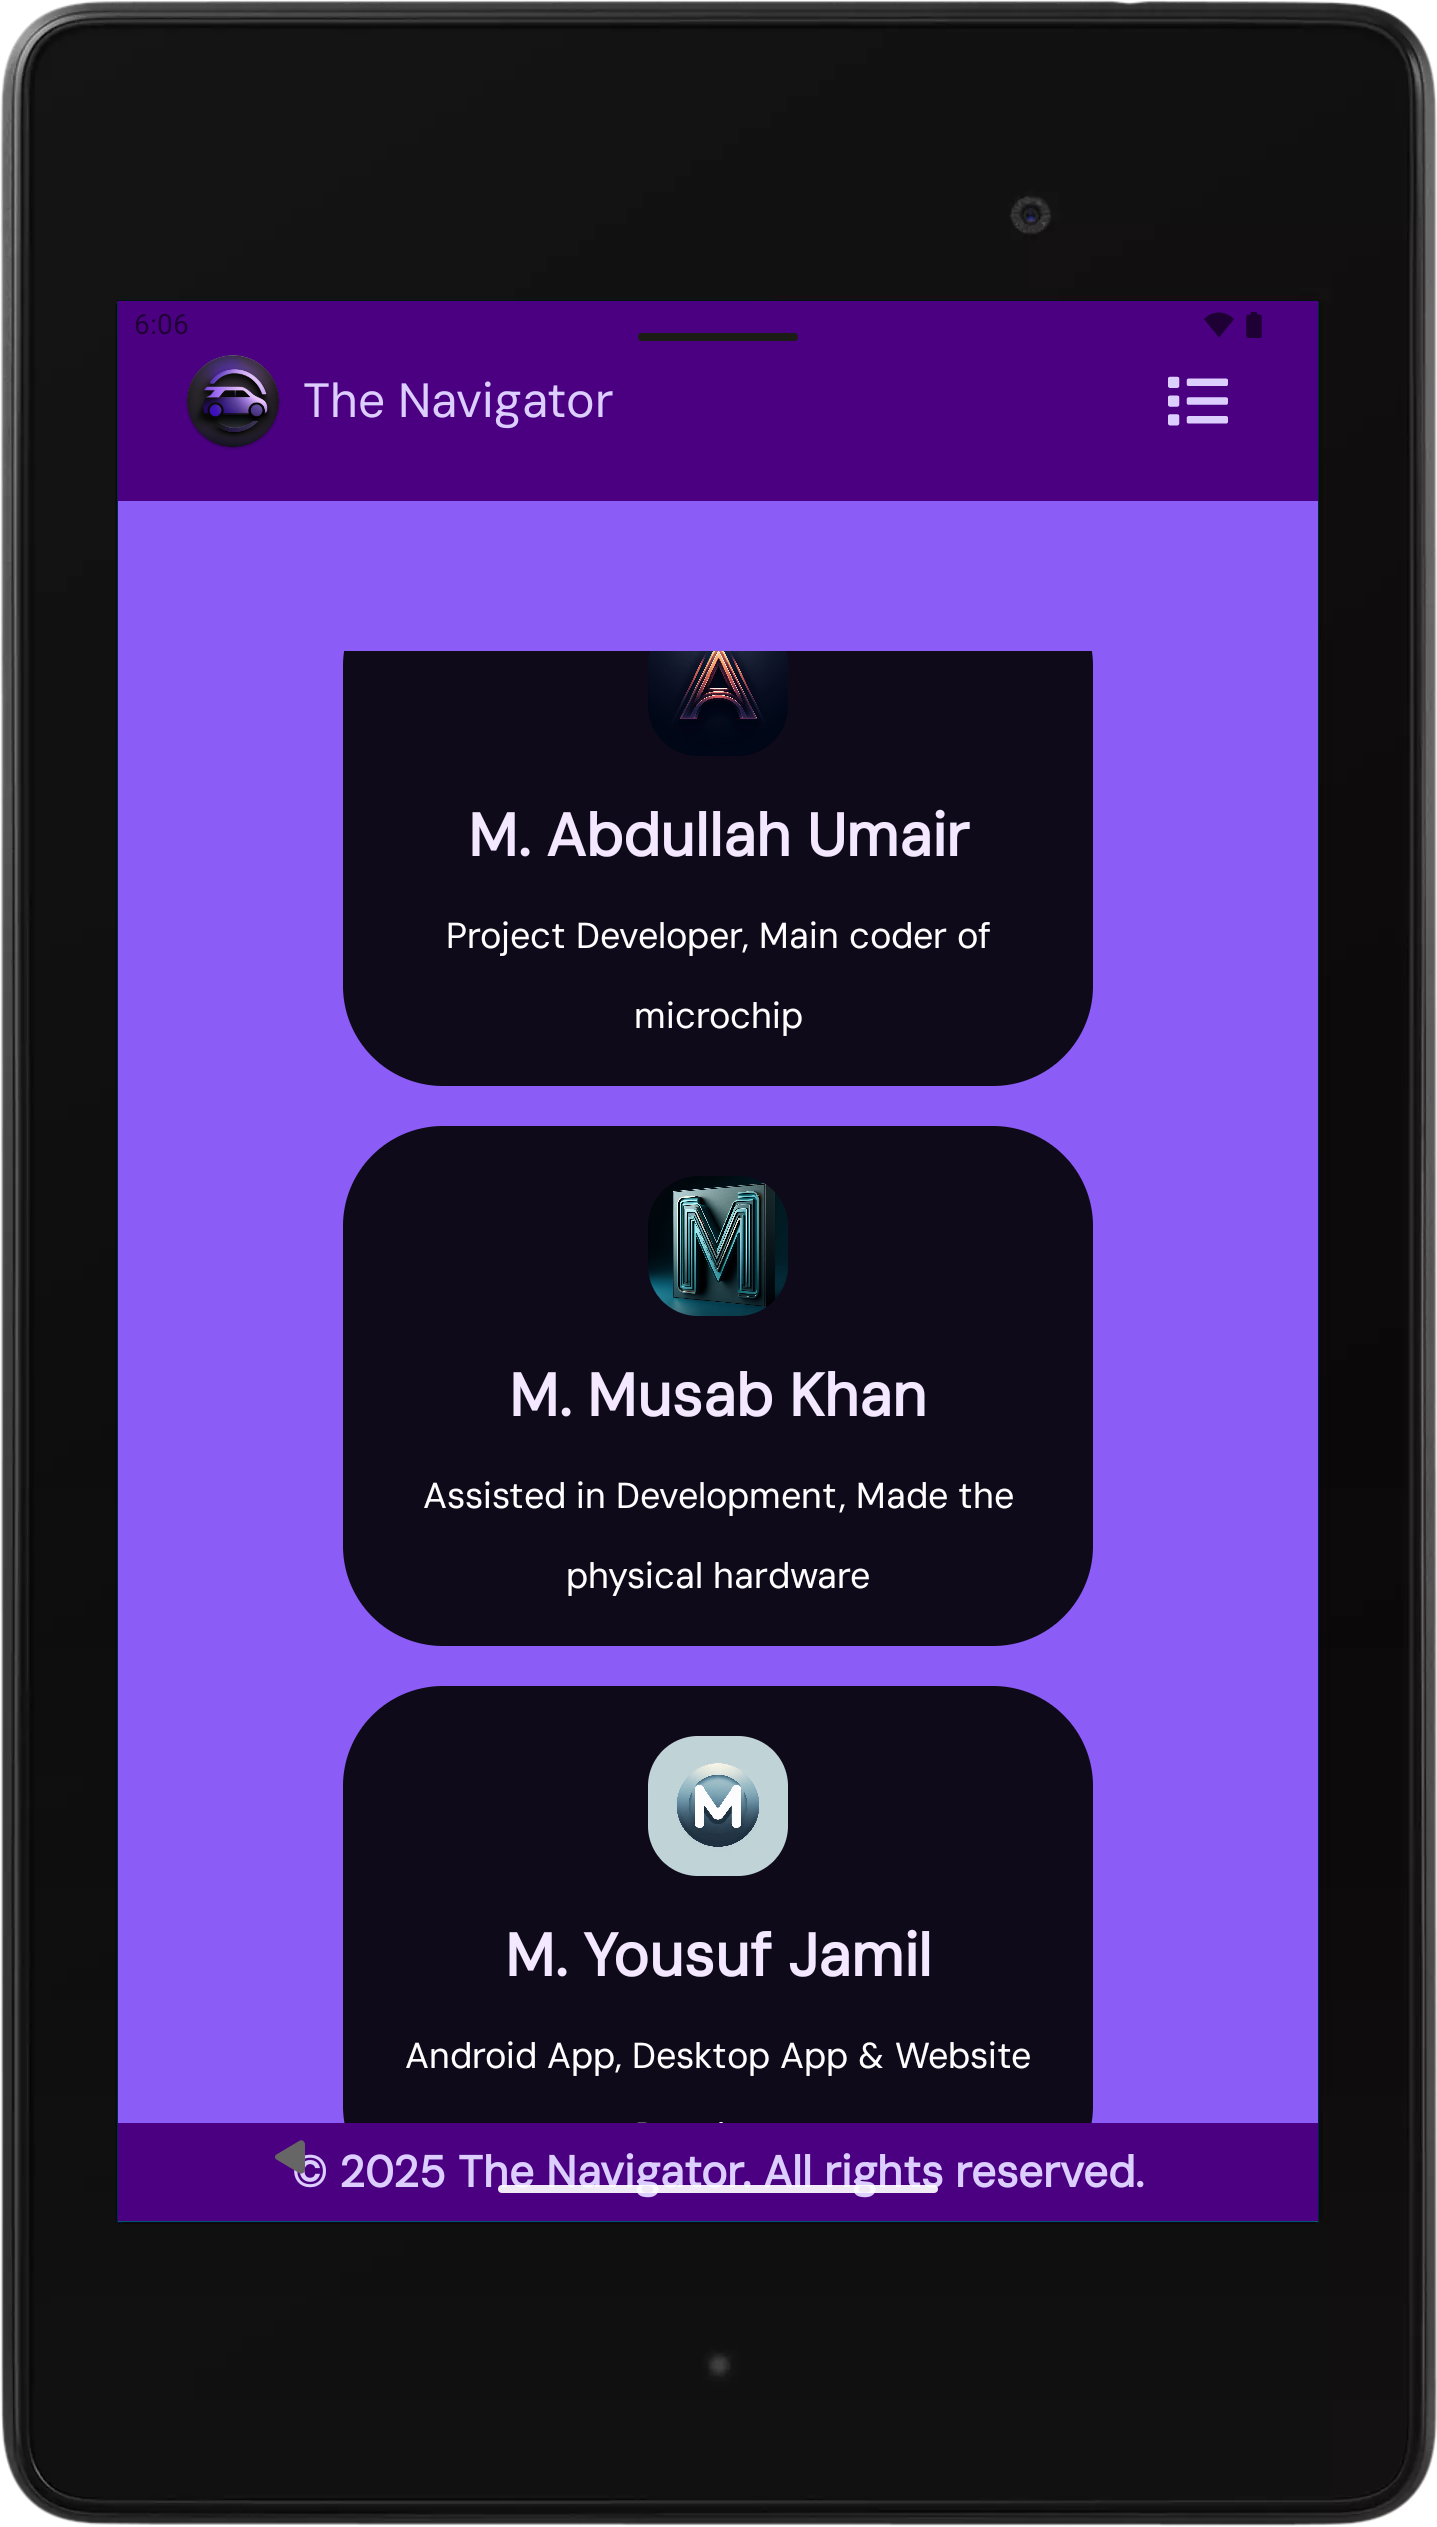 6:06
The Navigator
A
M. Abdullah Umair
Project Developer, Main coder of
microchip
M
M. Musab Khan
Assisted in Development, Made the
physical hardware
M
M. Yousuf Jamil
Android App, Desktop App & Website
© 2025 The Navigator. All rights reserved.